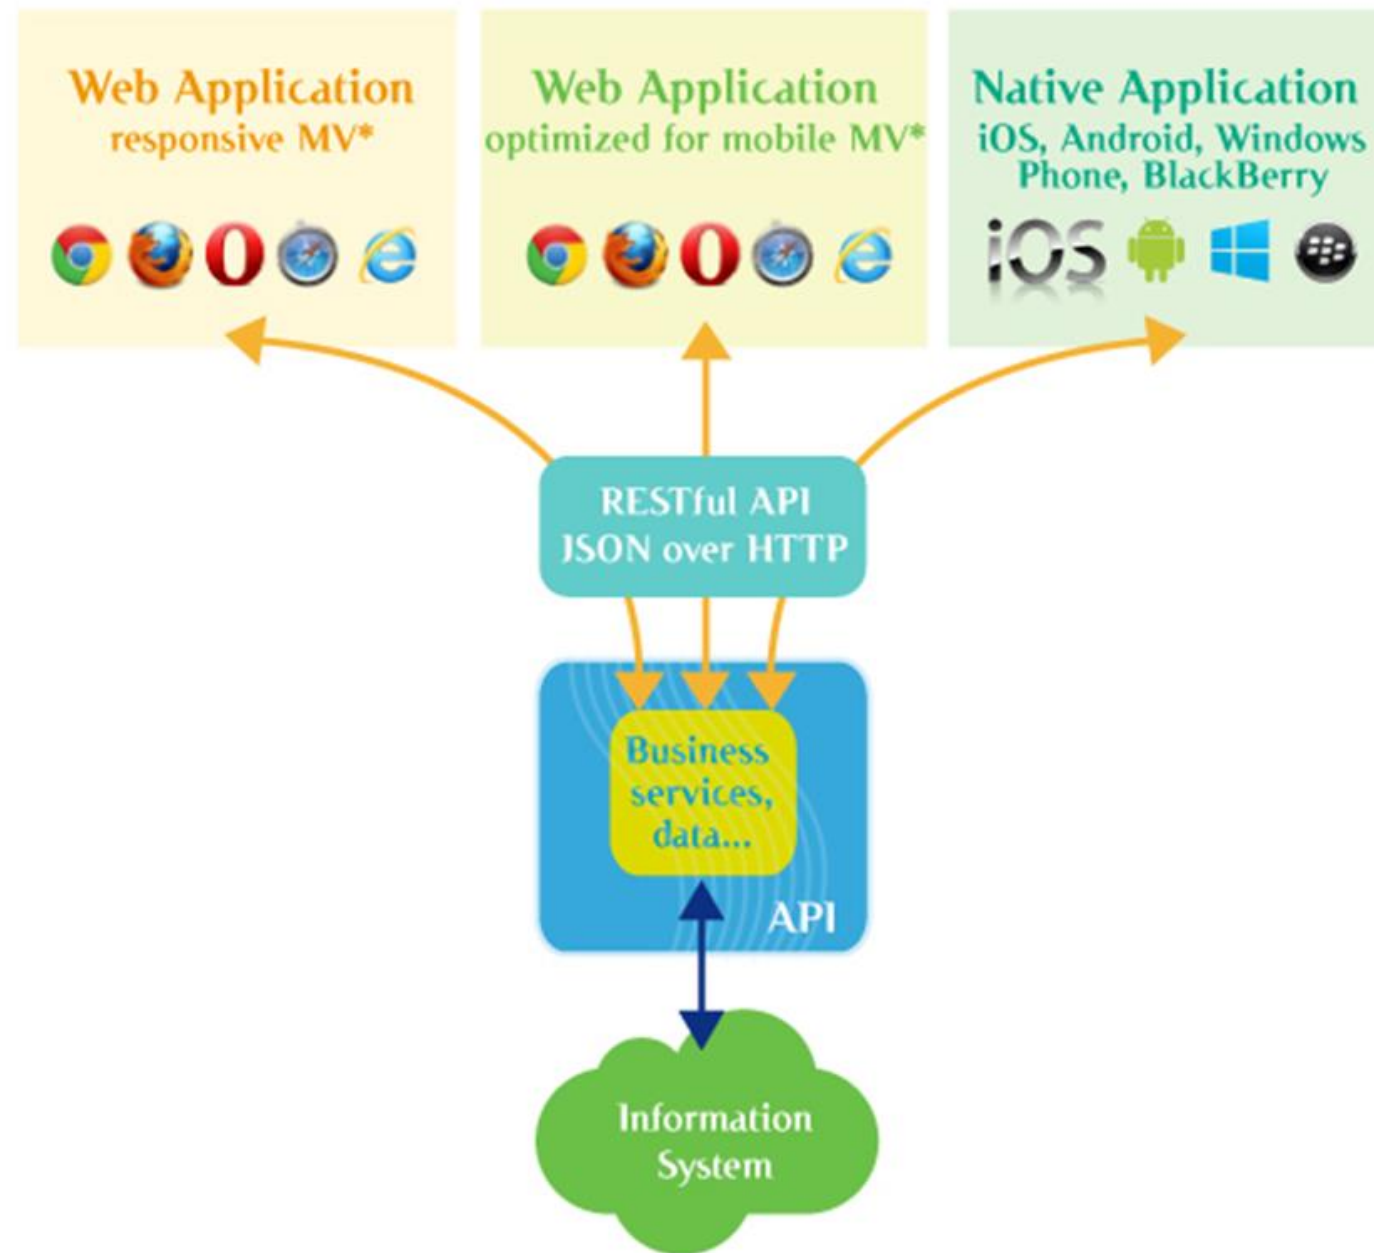 Web Application
responsive MV*
Web Application
optimized for mobile MV*
Native Application
iOS, Android, Windows
Phone, BlackBerry
iOS
RESTful API
JSON over HTTP
Business
services,
data...
API
Information
System